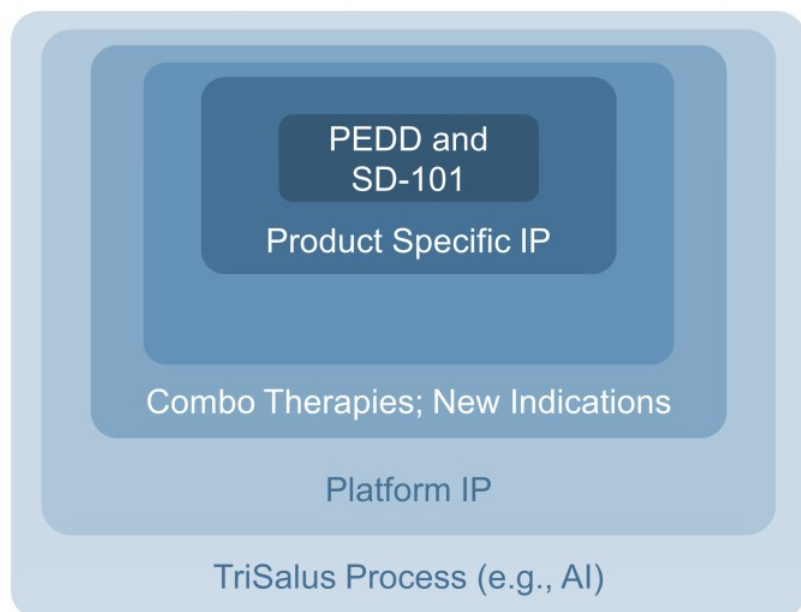 PEDD and
SD-101
Product Specific IP
Combo Therapies; New Indications
Platform IP
TriSalus Process (e.g., AI)